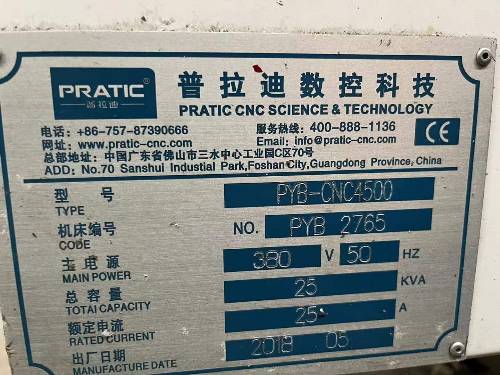 PRATIC®
普拉迪
普拉迪数控科技
PRATIC CNC SCIENCE & TECHNOLOGY
电话: +86-757-87390666 服务热线: 400-888-1136
网址: www.pratic-cnc.com Email: info@pratic-cnc.com
CE
总部地址: 中国广东省佛山市三水中心工业园C区70号
ADD: No.70 Sanshui Industial Park,Foshan City,Guangdong Province,China
型号 PYB-CNC4500
TYPE
机床编号 NO. PYB 2765
CODE
主电源 380 V 50 HZ
MAIN POWER
总容量 25 KVA
TOTAL CAPACITY
额定电流 25 A
RATED CURRENT
出厂日期 2018 05
MANUFACTURE DATE